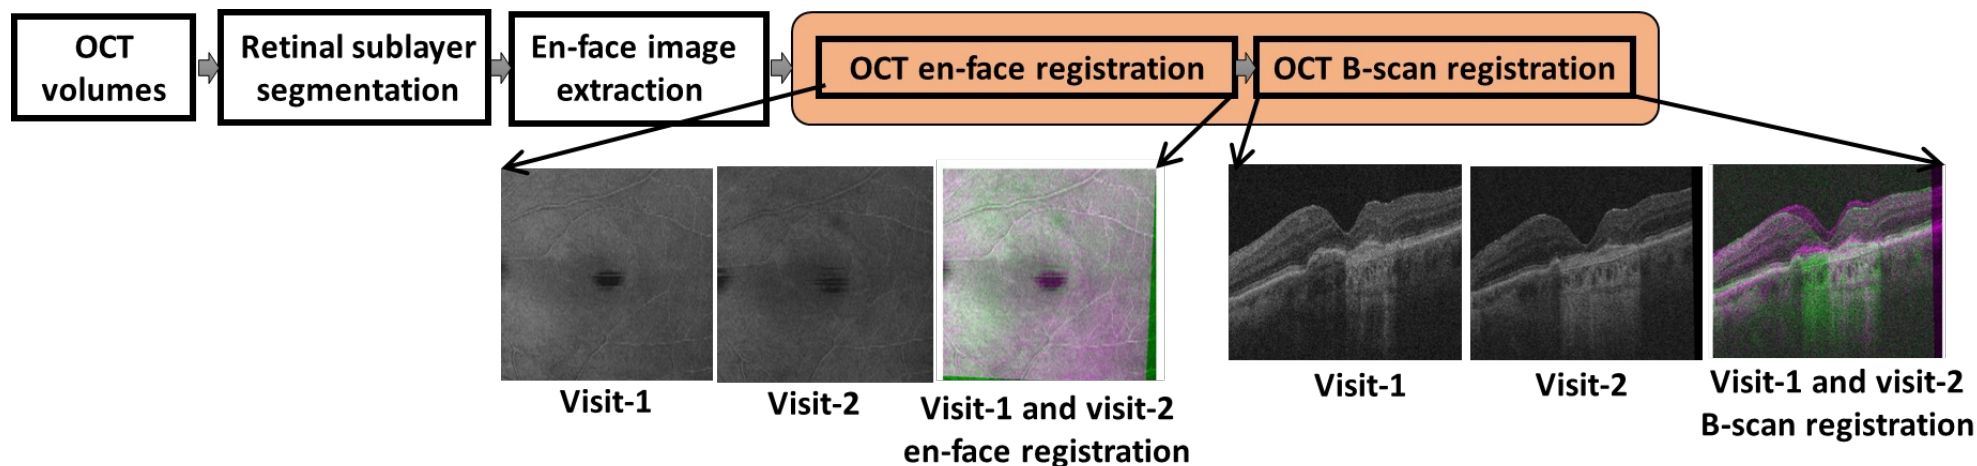 OCT
volumes
Retinal sublayer
segmentation
En-face image
extraction
OCT en-face registration
OCT B-scan registration
Visit-1
Visit-2
Visit-1 and visit-2
en-face registration
Visit-1
Visit-2
Visit-1 and visit-2
B-scan registration